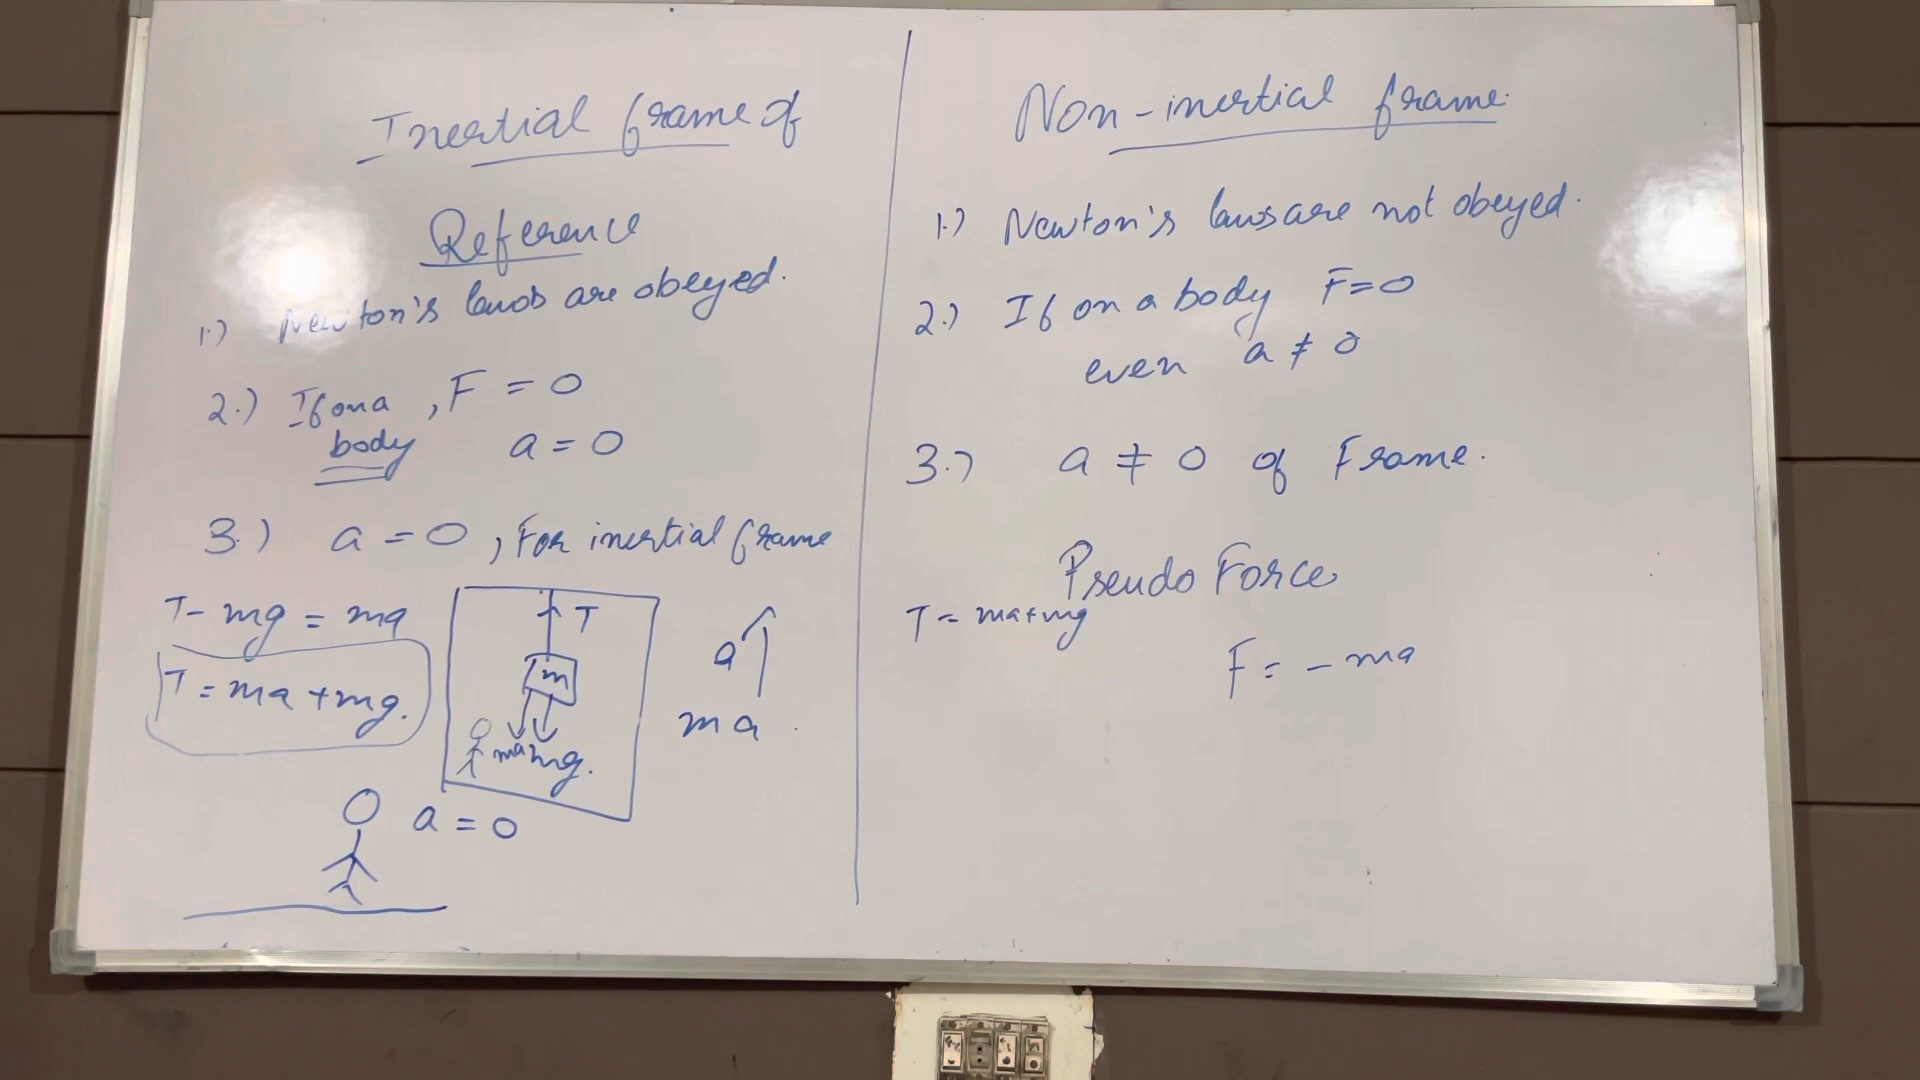 Inertial frame of
Reference
1.) Newton's laws are obeyed.
2.) If on a body, F = 0
a = 0
3.) a = 0, For inertial frame
T - mg = ma
T = ma + mg.
T
m
ma mg.
a
ma
a = 0
Non-inertial frame.
1.) Newton's laws are not obeyed.
2.) If on a body F = 0
even a ≠ 0
3.) a ≠ 0 of Frame.
Pseudo Force
T = ma + mg
F = - ma